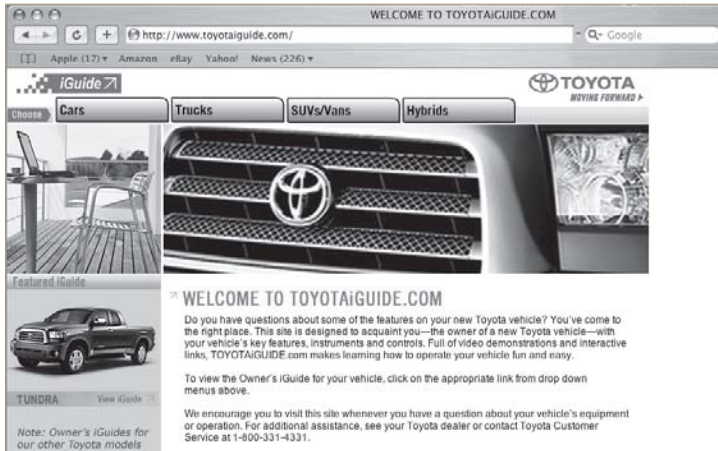 WELCOME TO TOYOTAiGUIDE.COM
http://www.toyotaiguide.com/
Google
Apple (17) Amazon eBay Yahoo! News (226)
iGuide
TOYOTA
MOVING FORWARD
Choose Cars Trucks SUVs/Vans Hybrids
Featured iGuide
WELCOME TO TOYOTAiGUIDE.COM
Do you have questions about some of the features on your new Toyota vehicle? You've come to
the right place. This site is designed to acquaint you—the owner of a new Toyota vehicle—with
your vehicle's key features, instruments and controls. Full of video demonstrations and interactive
links, TOYOTAiGUIDE.com makes learning how to operate your vehicle fun and easy.
To view the Owner's iGuide for your vehicle, click on the appropriate link from drop down
menus above.
We encourage you to visit this site whenever you have a question about your vehicle's equipment
or operation. For additional assistance, see your Toyota dealer or contact Toyota Customer
Service at 1-800-331-4331.
TUNDRA View iGuide
Note: Owner's iGuides for
our other Toyota models